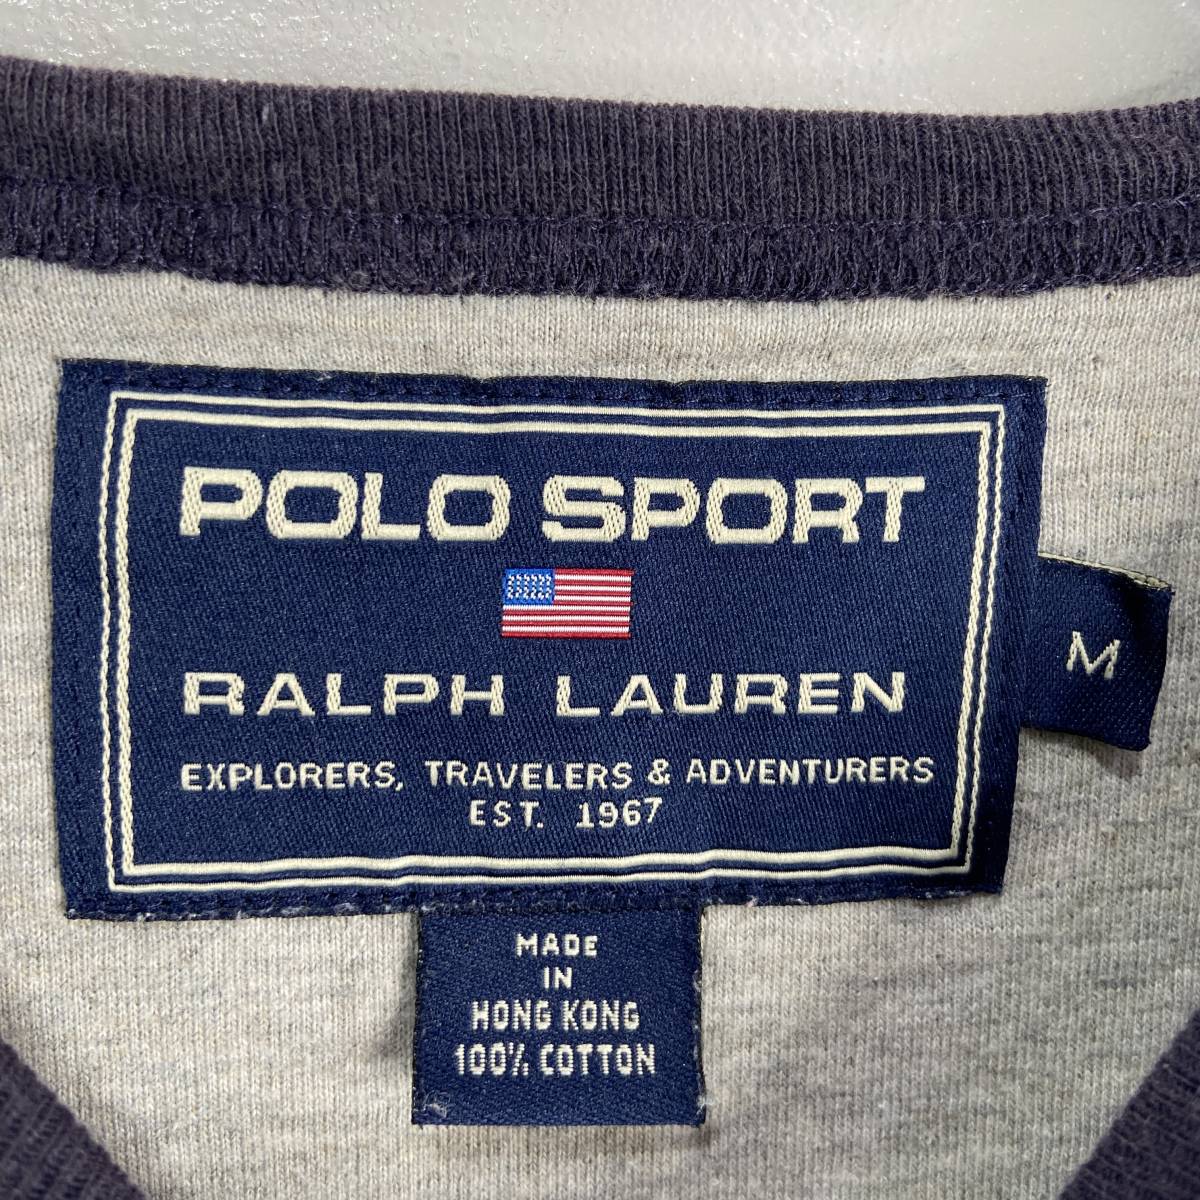 POLO SPORT
RALPH LAUREN
EXPLORERS, TRAVELERS & ADVENTURERS
EST. 1967
M
MADE
IN
HONG KONG
100% COTTON